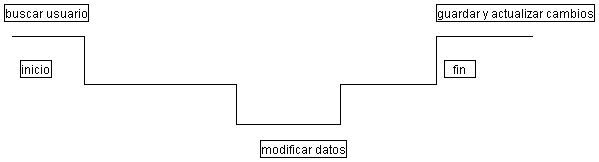 buscar usuario
guardar y actualizar cambios
inicio
fin
modificar datos